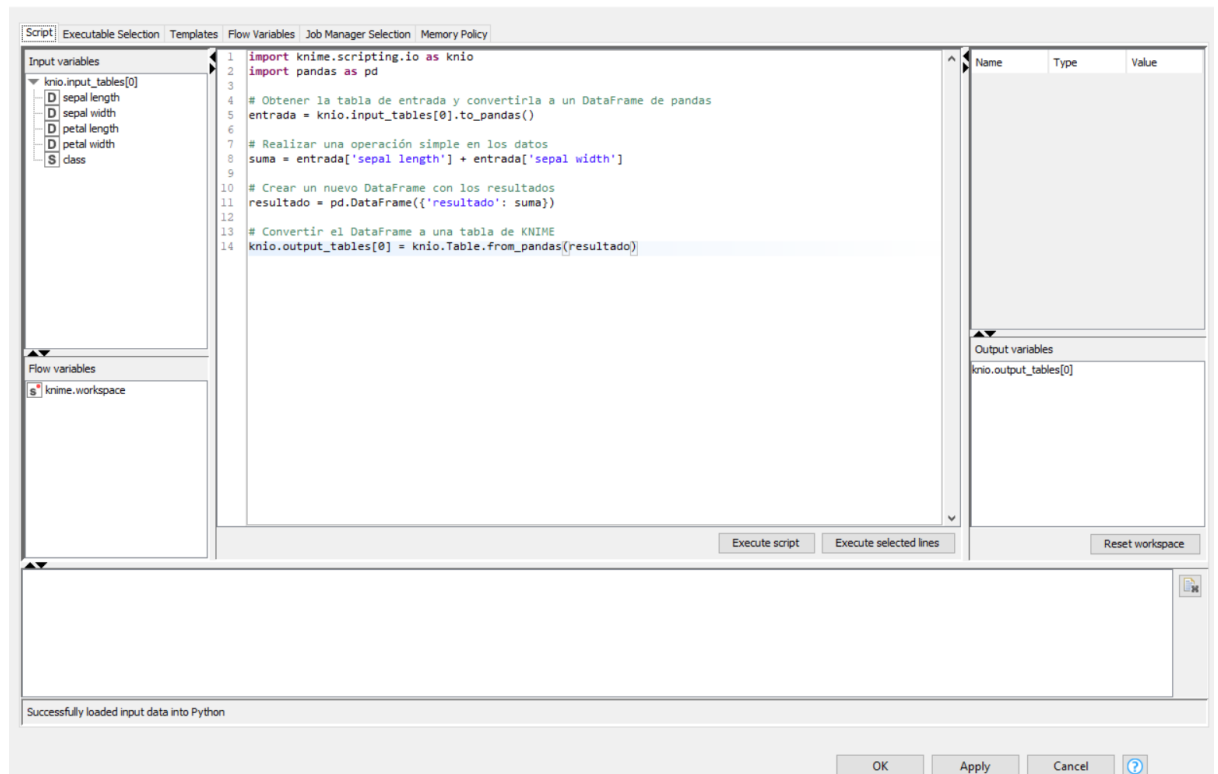 Script Executable Selection Templates Flow Variables Job Manager Selection Memory Policy
Input variables
knio.input_tables[0]
D sepal length
D sepal width
D petal length
D petal width
S class
Flow variables
s knime.workspace
1 import knime.scripting.io as knio
2 import pandas as pd
3
4 # Obtener la tabla de entrada y convertirla a un DataFrame de pandas
5 entrada = knio.input_tables[0].to_pandas()
6
7 # Realizar una operación simple en los datos
8 suma = entrada['sepal length'] + entrada['sepal width']
9
10 # Crear un nuevo DataFrame con los resultados
11 resultado = pd.DataFrame({'resultado': suma})
12
13 # Convertir el DataFrame a una tabla de KNIME
14 knio.output_tables[0] = knio.Table.from_pandas(resultado)
Execute script Execute selected lines
Name Type Value
Output variables
knio.output_tables[0]
Reset workspace
Successfully loaded input data into Python
OK Apply Cancel ?